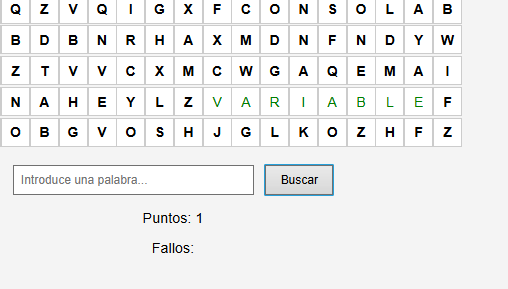 Q Z V Q I G X F C O N S O L A B
B D B N R H A X M D N F N D Y W
Z T V V C X M C W G A Q E M A I
N A H E Y L Z V A R I A B L E F
O B G V O S H J G L K O Z H F Z
Introduce una palabra... Buscar
Puntos: 1
Fallos: